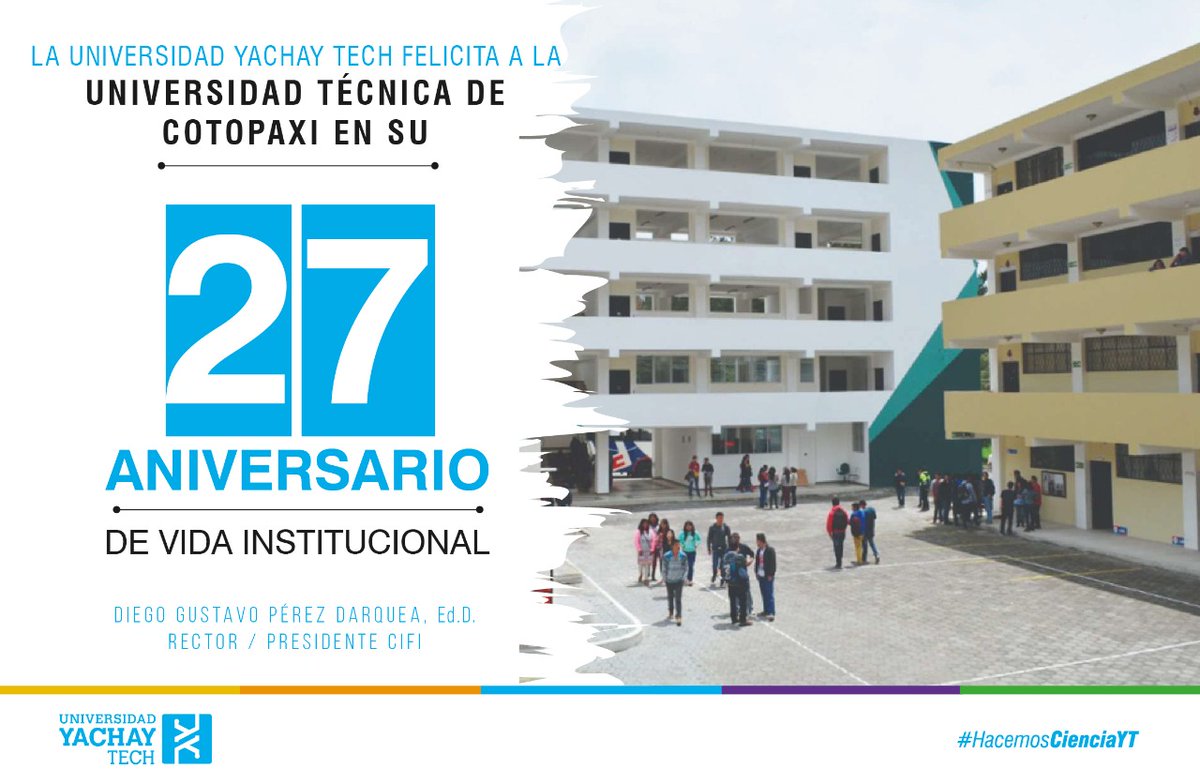 LA UNIVERSIDAD YACHAY TECH FELICITA A LA
UNIVERSIDAD TÉCNICA DE
COTOPAXI EN SU
27
ANIVERSARIO
DE VIDA INSTITUCIONAL
DIEGO GUSTAVO PÉREZ DARQUEA, Ed.D.
RECTOR / PRESIDENTE CIFI
UNIVERSIDAD
YACHAY
TECH
#HacemosCienciaYT